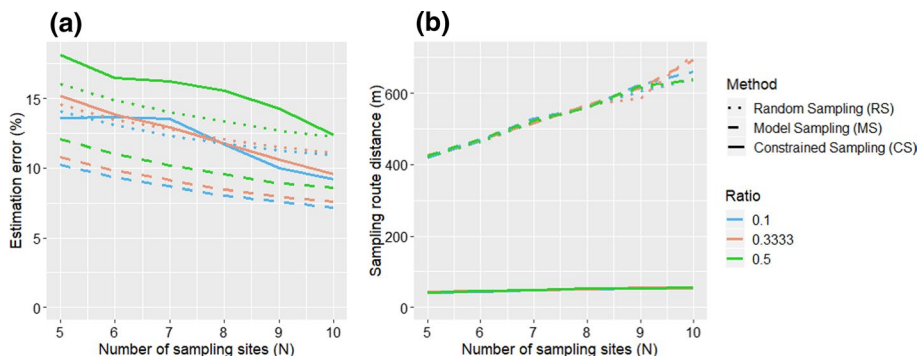 (a)
Estimation error (%)
15
10
5
0
5 6 7 8 9 10
Number of sampling sites (N)
(b)
Sampling route distance (m)
600
400
200
0
5 6 7 8 9 10
Number of sampling sites (N)
Method
Random Sampling (RS)
Model Sampling (MS)
Constrained Sampling (CS)
Ratio
0.1
0.3333
0.5